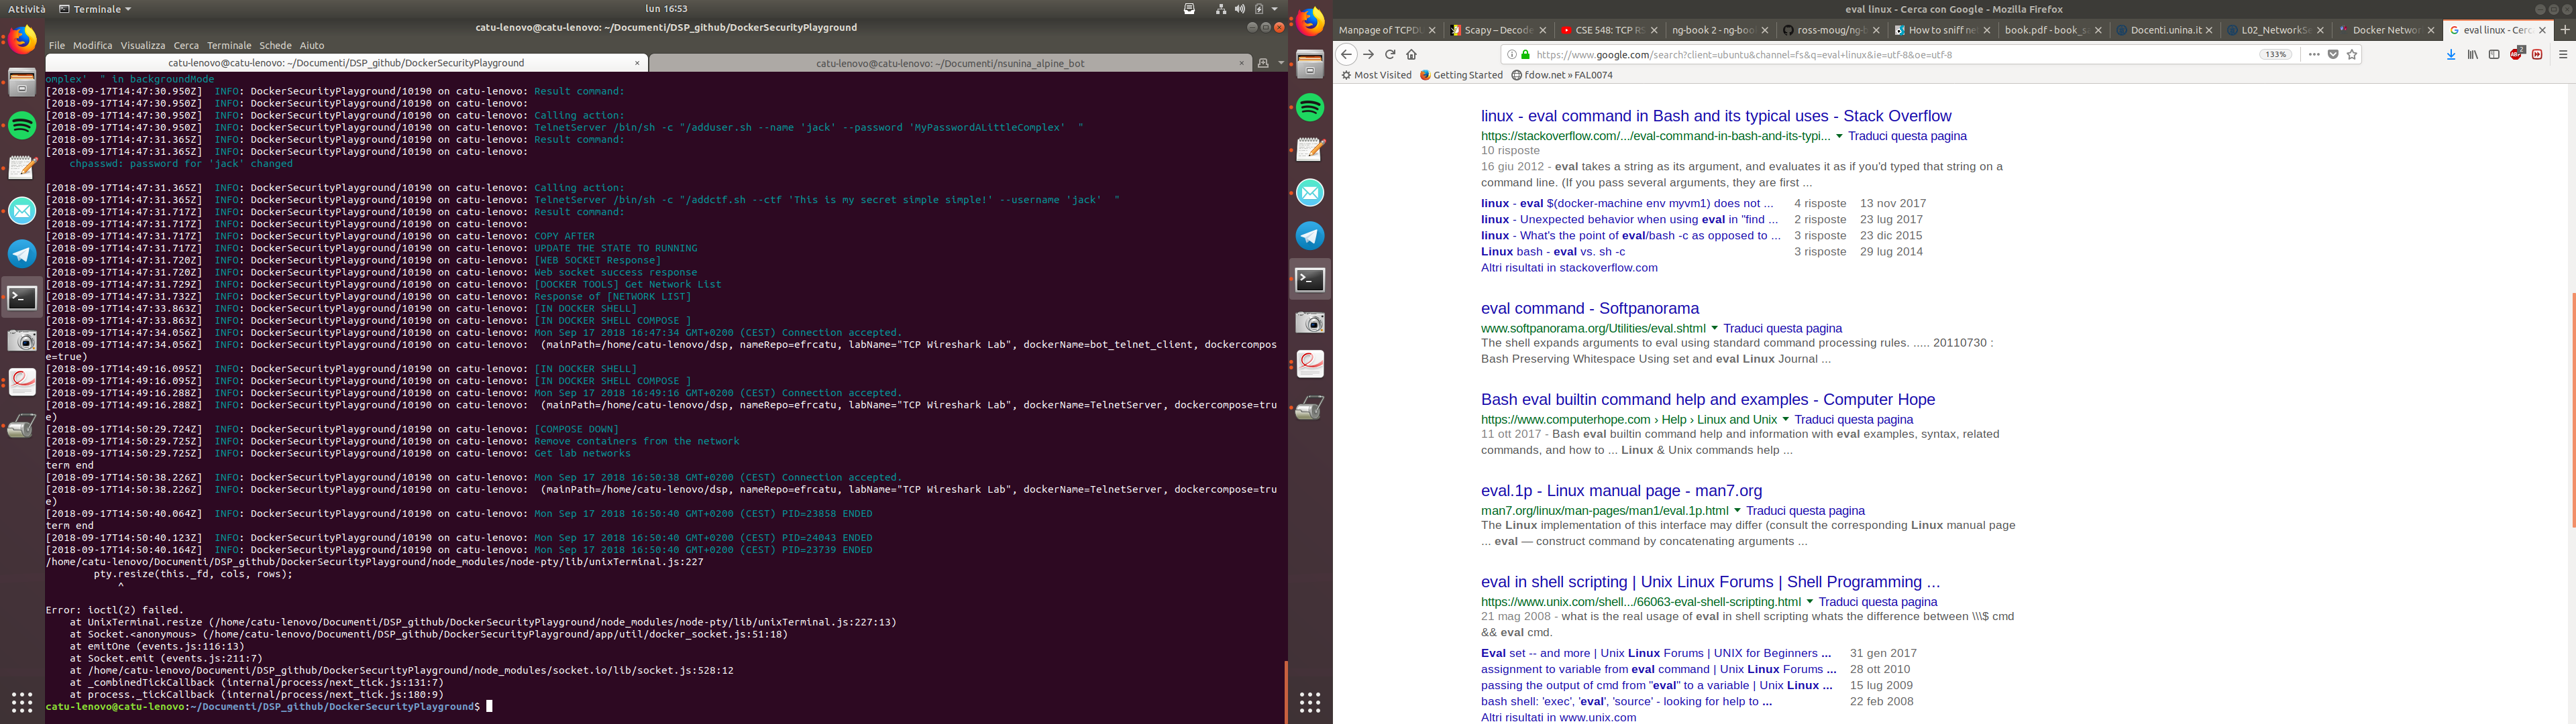 Attività Terminale lun 16:53
catu-lenovo@catu-lenovo: ~/Documenti/DSP_github/DockerSecurityPlayground
File Modifica Visualizza Cerca Terminale Schede Aiuto
catu-lenovo@catu-lenovo: ~/Documenti/DSP_github/DockerSecurityPlayground × catu-lenovo@catu-lenovo: ~/Documenti/nsunina_alpine_bot ×
omplex'  " in backgroundMode
[2018-09-17T14:47:30.950Z]  INFO: DockerSecurityPlayground/10190 on catu-lenovo: Result command:
[2018-09-17T14:47:30.950Z]  INFO: DockerSecurityPlayground/10190 on catu-lenovo:
[2018-09-17T14:47:30.950Z]  INFO: DockerSecurityPlayground/10190 on catu-lenovo: Calling action:
[2018-09-17T14:47:30.950Z]  INFO: DockerSecurityPlayground/10190 on catu-lenovo: TelnetServer /bin/sh -c "/adduser.sh --name 'jack' --password 'MyPasswordALittleComplex'  "
[2018-09-17T14:47:31.365Z]  INFO: DockerSecurityPlayground/10190 on catu-lenovo: Result command:
[2018-09-17T14:47:31.365Z]  INFO: DockerSecurityPlayground/10190 on catu-lenovo:
    chpasswd: password for 'jack' changed
[2018-09-17T14:47:31.365Z]  INFO: DockerSecurityPlayground/10190 on catu-lenovo: Calling action:
[2018-09-17T14:47:31.365Z]  INFO: DockerSecurityPlayground/10190 on catu-lenovo: TelnetServer /bin/sh -c "/addctf.sh --ctf 'This is my secret simple simple!' --username 'jack'  "
[2018-09-17T14:47:31.717Z]  INFO: DockerSecurityPlayground/10190 on catu-lenovo: Result command:
[2018-09-17T14:47:31.717Z]  INFO: DockerSecurityPlayground/10190 on catu-lenovo:
[2018-09-17T14:47:31.717Z]  INFO: DockerSecurityPlayground/10190 on catu-lenovo: COPY AFTER
[2018-09-17T14:47:31.717Z]  INFO: DockerSecurityPlayground/10190 on catu-lenovo: UPDATE THE STATE TO RUNNING
[2018-09-17T14:47:31.720Z]  INFO: DockerSecurityPlayground/10190 on catu-lenovo: [WEB SOCKET Response]
[2018-09-17T14:47:31.720Z]  INFO: DockerSecurityPlayground/10190 on catu-lenovo: Web socket success response
[2018-09-17T14:47:31.729Z]  INFO: DockerSecurityPlayground/10190 on catu-lenovo: [DOCKER TOOLS] Get Network List
[2018-09-17T14:47:31.732Z]  INFO: DockerSecurityPlayground/10190 on catu-lenovo: Response of [NETWORK LIST]
[2018-09-17T14:47:33.863Z]  INFO: DockerSecurityPlayground/10190 on catu-lenovo: [IN DOCKER SHELL]
[2018-09-17T14:47:33.863Z]  INFO: DockerSecurityPlayground/10190 on catu-lenovo: [IN DOCKER SHELL COMPOSE ]
[2018-09-17T14:47:34.056Z]  INFO: DockerSecurityPlayground/10190 on catu-lenovo: Mon Sep 17 2018 16:47:34 GMT+0200 (CEST) Connection accepted.
[2018-09-17T14:47:34.056Z]  INFO: DockerSecurityPlayground/10190 on catu-lenovo:  (mainPath=/home/catu-lenovo/dsp, nameRepo=efrcatu, labName="TCP Wireshark Lab", dockerName=bot_telnet_client, dockercompos
e=true)
[2018-09-17T14:49:16.095Z]  INFO: DockerSecurityPlayground/10190 on catu-lenovo: [IN DOCKER SHELL]
[2018-09-17T14:49:16.095Z]  INFO: DockerSecurityPlayground/10190 on catu-lenovo: [IN DOCKER SHELL COMPOSE ]
[2018-09-17T14:49:16.288Z]  INFO: DockerSecurityPlayground/10190 on catu-lenovo: Mon Sep 17 2018 16:49:16 GMT+0200 (CEST) Connection accepted.
[2018-09-17T14:49:16.288Z]  INFO: DockerSecurityPlayground/10190 on catu-lenovo:  (mainPath=/home/catu-lenovo/dsp, nameRepo=efrcatu, labName="TCP Wireshark Lab", dockerName=TelnetServer, dockercompose=tru
e)
[2018-09-17T14:50:29.724Z]  INFO: DockerSecurityPlayground/10190 on catu-lenovo: [COMPOSE DOWN]
[2018-09-17T14:50:29.725Z]  INFO: DockerSecurityPlayground/10190 on catu-lenovo: Remove containers from the network
[2018-09-17T14:50:29.725Z]  INFO: DockerSecurityPlayground/10190 on catu-lenovo: Get lab networks
term end
[2018-09-17T14:50:38.226Z]  INFO: DockerSecurityPlayground/10190 on catu-lenovo: Mon Sep 17 2018 16:50:38 GMT+0200 (CEST) Connection accepted.
[2018-09-17T14:50:38.226Z]  INFO: DockerSecurityPlayground/10190 on catu-lenovo:  (mainPath=/home/catu-lenovo/dsp, nameRepo=efrcatu, labName="TCP Wireshark Lab", dockerName=TelnetServer, dockercompose=tru
e)
[2018-09-17T14:50:40.064Z]  INFO: DockerSecurityPlayground/10190 on catu-lenovo: Mon Sep 17 2018 16:50:40 GMT+0200 (CEST) PID=23858 ENDED
term end
[2018-09-17T14:50:40.123Z]  INFO: DockerSecurityPlayground/10190 on catu-lenovo: Mon Sep 17 2018 16:50:40 GMT+0200 (CEST) PID=24043 ENDED
[2018-09-17T14:50:40.164Z]  INFO: DockerSecurityPlayground/10190 on catu-lenovo: Mon Sep 17 2018 16:50:40 GMT+0200 (CEST) PID=23739 ENDED
/home/catu-lenovo/Documenti/DSP_github/DockerSecurityPlayground/node_modules/node-pty/lib/unixTerminal.js:227
        pty.resize(this._fd, cols, rows);
            ^
Error: ioctl(2) failed.
    at UnixTerminal.resize (/home/catu-lenovo/Documenti/DSP_github/DockerSecurityPlayground/node_modules/node-pty/lib/unixTerminal.js:227:13)
    at Socket.<anonymous> (/home/catu-lenovo/Documenti/DSP_github/DockerSecurityPlayground/app/util/docker_socket.js:51:18)
    at emitOne (events.js:116:13)
    at Socket.emit (events.js:211:7)
    at /home/catu-lenovo/Documenti/DSP_github/DockerSecurityPlayground/node_modules/socket.io/lib/socket.js:528:12
    at _combinedTickCallback (internal/process/next_tick.js:131:7)
    at process._tickCallback (internal/process/next_tick.js:180:9)
catu-lenovo@catu-lenovo:~/Documenti/DSP_github/DockerSecurityPlayground$
eval linux - Cerca con Google - Mozilla Firefox
Manpage of TCPDU × Scapy – Decode × CSE 548: TCP RS × ng-book 2 - ng-boo × ross-moug/ng-b × How to sniff net × book.pdf - book_sa × Docenti.unina.it × L02_NetworkSe × Docker Networ × eval linux - Cerc ×
https://www.google.com/search?client=ubuntu&channel=fs&q=eval+linux&ie=utf-8&oe=utf-8 133%
Most Visited Getting Started fdow.net » FAL0074
linux - eval command in Bash and its typical uses - Stack Overflow
https://stackoverflow.com/.../eval-command-in-bash-and-its-typi... Traduci questa pagina
10 risposte
16 giu 2012 - eval takes a string as its argument, and evaluates it as if you'd typed that string on a
command line. (If you pass several arguments, they are first ...
linux - eval $(docker-machine env myvm1) does not ... 4 risposte 13 nov 2017
linux - Unexpected behavior when using eval in "find ... 2 risposte 23 lug 2017
linux - What's the point of eval/bash -c as opposed to ... 3 risposte 23 dic 2015
Linux bash - eval vs. sh -c 3 risposte 29 lug 2014
Altri risultati in stackoverflow.com
eval command - Softpanorama
www.softpanorama.org/Utilities/eval.shtml Traduci questa pagina
The shell expands arguments to eval using standard command processing rules. ..... 20110730 :
Bash Preserving Whitespace Using set and eval Linux Journal ...
Bash eval builtin command help and examples - Computer Hope
https://www.computerhope.com › Help › Linux and Unix Traduci questa pagina
11 ott 2017 - Bash eval builtin command help and information with eval examples, syntax, related
commands, and how to ... Linux & Unix commands help ...
eval.1p - Linux manual page - man7.org
man7.org/linux/man-pages/man1/eval.1p.html Traduci questa pagina
The Linux implementation of this interface may differ (consult the corresponding Linux manual page
... eval — construct command by concatenating arguments ...
eval in shell scripting | Unix Linux Forums | Shell Programming ...
https://www.unix.com/shell.../66063-eval-shell-scripting.html Traduci questa pagina
21 mag 2008 - what is the real usage of eval in shell scripting whats the difference between \\\$ cmd
&& eval cmd.
Eval set -- and more | Unix Linux Forums | UNIX for Beginners ... 31 gen 2017
assignment to variable from eval command | Unix Linux Forums ... 28 ott 2010
passing the output of cmd from "eval" to a variable | Unix Linux ... 15 lug 2009
bash shell: 'exec', 'eval', 'source' - looking for help to ... 22 feb 2008
Altri risultati in www.unix.com